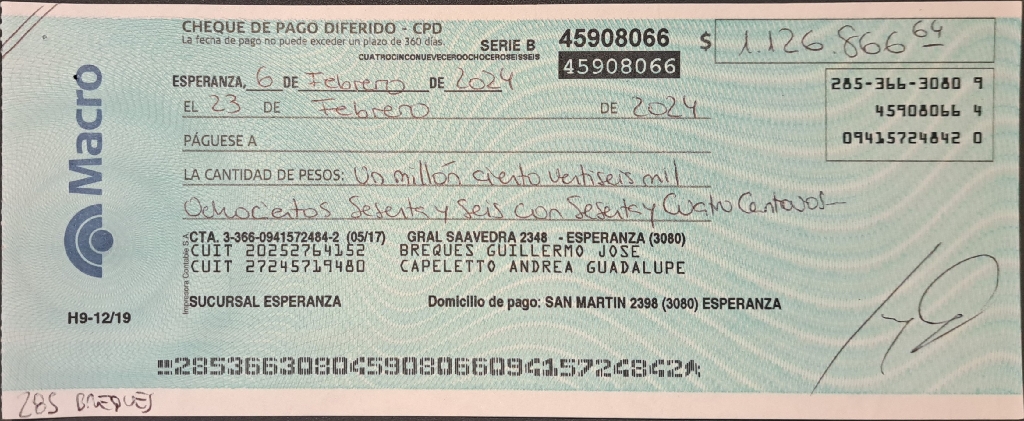 CHEQUE DE PAGO DIFERIDO - CPD
La fecha de pago no puede exceder un plazo de 360 días.
SERIE B 45908066
CUATROCINCONUEVECEROOCHOCEROSEISSEIS
45908066
$ 1.126.866 64
285-366-3080 9
45908066 4
09415724842 0
Macro
ESPERANZA, 6 DE Febrero DE 2024
EL 23 DE Febrero DE 2024
PÁGUESE A
LA CANTIDAD DE PESOS: Un millón ciento veintiseis mil
Ochocientos Sesenta y Seis con Sesenta y Cuatro Centavos
CTA. 3-366-0941572484-2 (05/17) GRAL SAAVEDRA 2348 - ESPERANZA (3080)
CUIT 20252764152 BREQUES GUILLERMO JOSE
CUIT 27245719480 CAPELETTO ANDREA GUADALUPE
Impresora Contable S.A.
SUCURSAL ESPERANZA Domicilio de pago: SAN MARTIN 2398 (3080) ESPERANZA
H9-12/19
28536630804590806609415724842
285 BREQUES